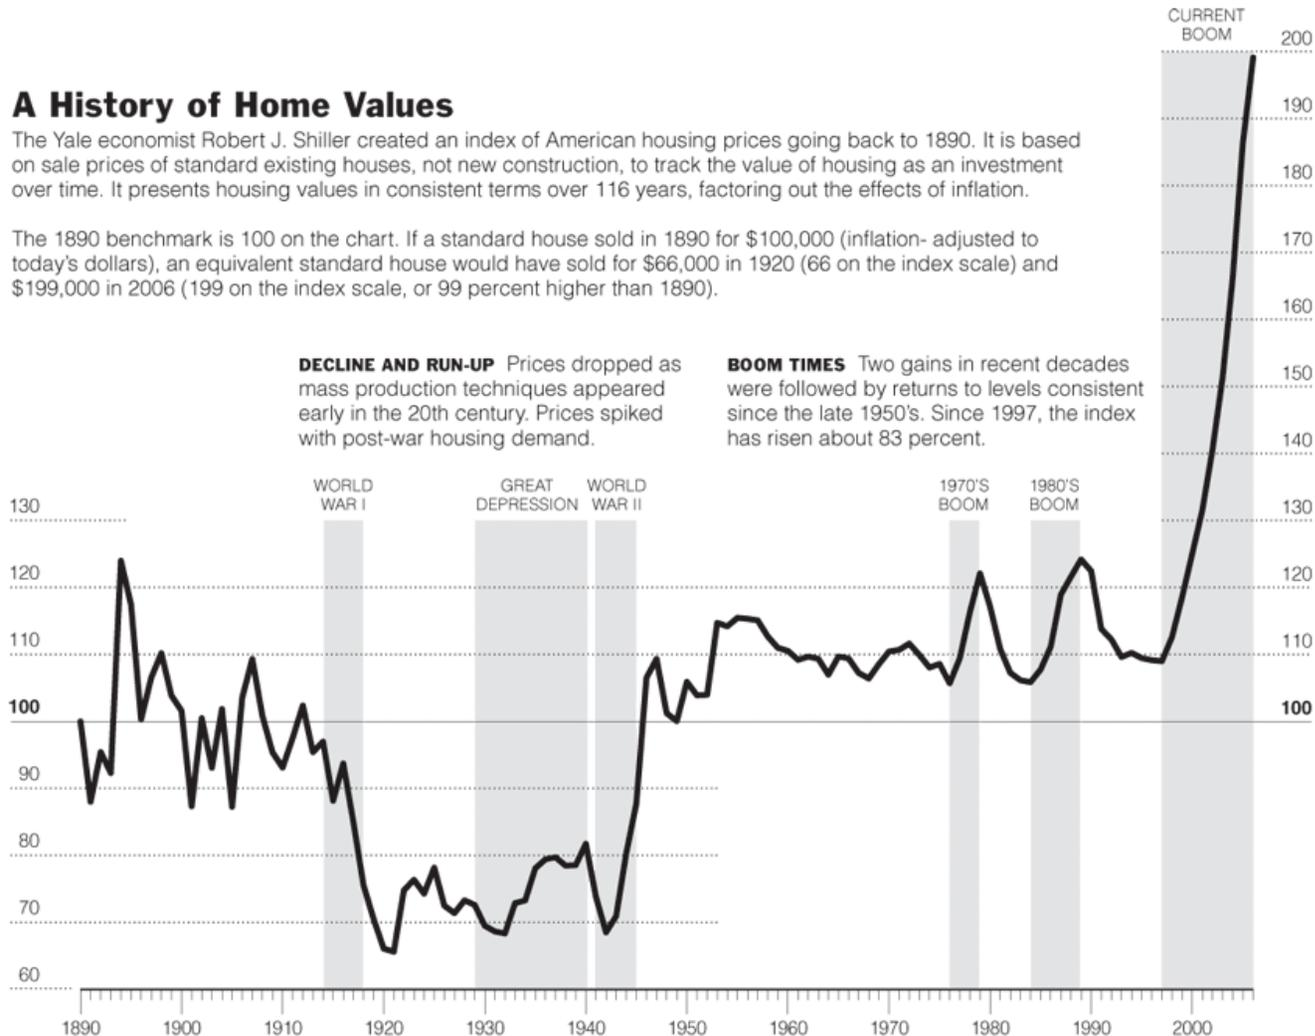 CURRENT
BOOM
200
A History of Home Values
190
The Yale economist Robert J. Shiller created an index of American housing prices going back to 1890. It is based
on sale prices of standard existing houses, not new construction, to track the value of housing as an investment
over time. It presents housing values in consistent terms over 116 years, factoring out the effects of inflation.
180
The 1890 benchmark is 100 on the chart. If a standard house sold in 1890 for $100,000 (inflation- adjusted to
today's dollars), an equivalent standard house would have sold for $66,000 in 1920 (66 on the index scale) and
$199,000 in 2006 (199 on the index scale, or 99 percent higher than 1890).
170
160
DECLINE AND RUN-UP Prices dropped as
mass production techniques appeared
early in the 20th century. Prices spiked
with post-war housing demand.
BOOM TIMES Two gains in recent decades
were followed by returns to levels consistent
since the late 1950's. Since 1997, the index
has risen about 83 percent.
150
140
WORLD
WAR I
GREAT
DEPRESSION
WORLD
WAR II
1970'S
BOOM
1980'S
BOOM
130
130
120
120
110
110
100
100
90
80
70
60
1890
1900
1910
1920
1930
1940
1950
1960
1970
1980
1990
2000